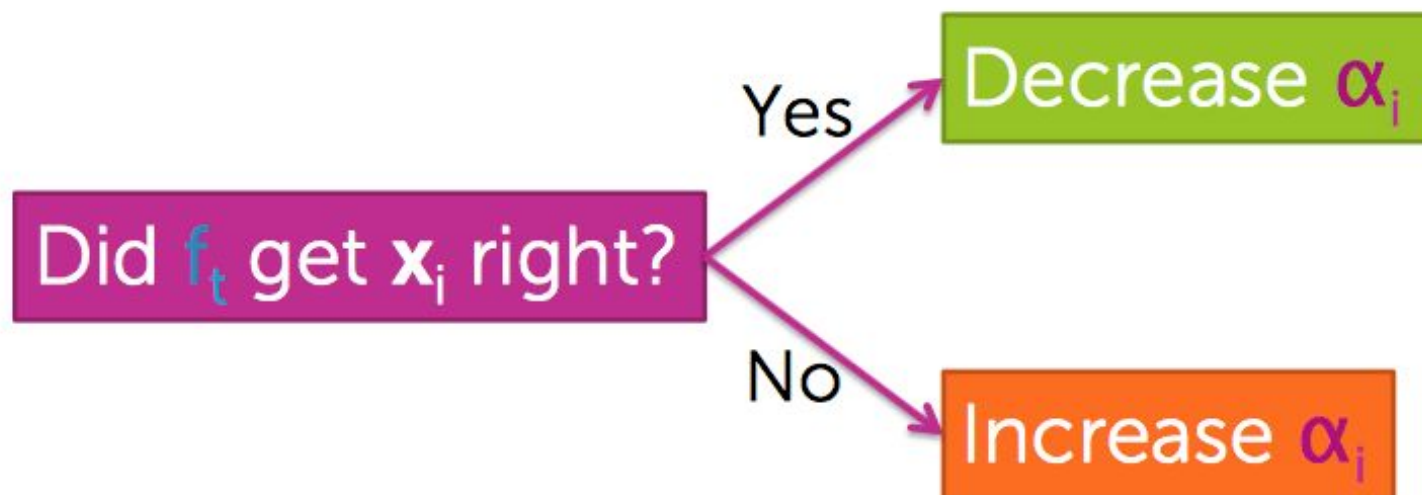 Decrease αᵢ
Yes
Did fₜ get xᵢ right?
No
Increase αᵢ